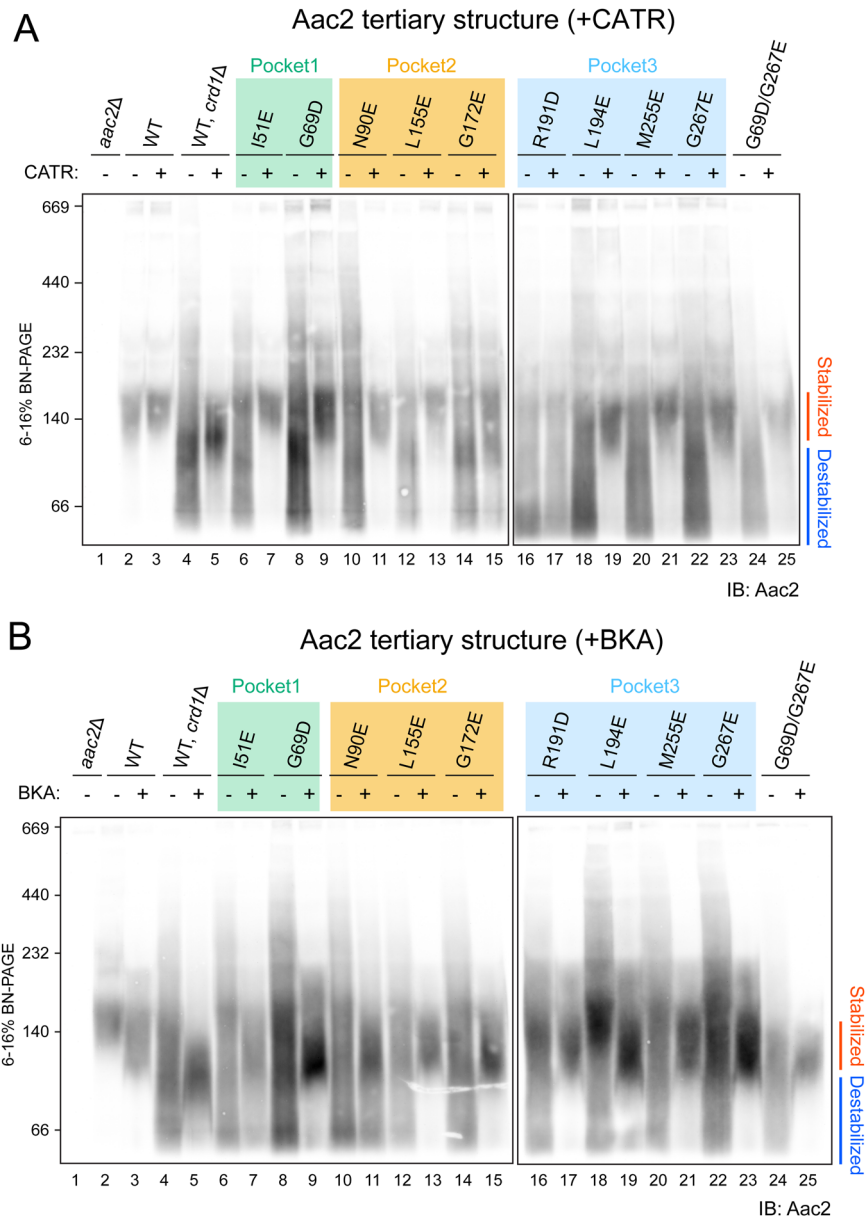 A
Aac2 tertiary structure (+CATR)
Pocket1 Pocket2 Pocket3
aac2Δ WT WT, crd1Δ I51E G69D N90E L155E G172E R191D L194E M255E G267E G69D/G267E
CATR: - - + - + - + - + - + - + - + - + - + - + - + - +
669
440
232
140
66
6-16% BN-PAGE
Stabilized
Destabilized
1 2 3 4 5 6 7 8 9 10 11 12 13 14 15 16 17 18 19 20 21 22 23 24 25
IB: Aac2
B
Aac2 tertiary structure (+BKA)
Pocket1 Pocket2 Pocket3
aac2Δ WT WT, crd1Δ I51E G69D N90E L155E G172E R191D L194E M255E G267E G69D/G267E
BKA: - - + - + - + - + - + - + - + - + - + - + - + - +
669
440
232
140
66
6-16% BN-PAGE
Stabilized
Destabilized
1 2 3 4 5 6 7 8 9 10 11 12 13 14 15 16 17 18 19 20 21 22 23 24 25
IB: Aac2